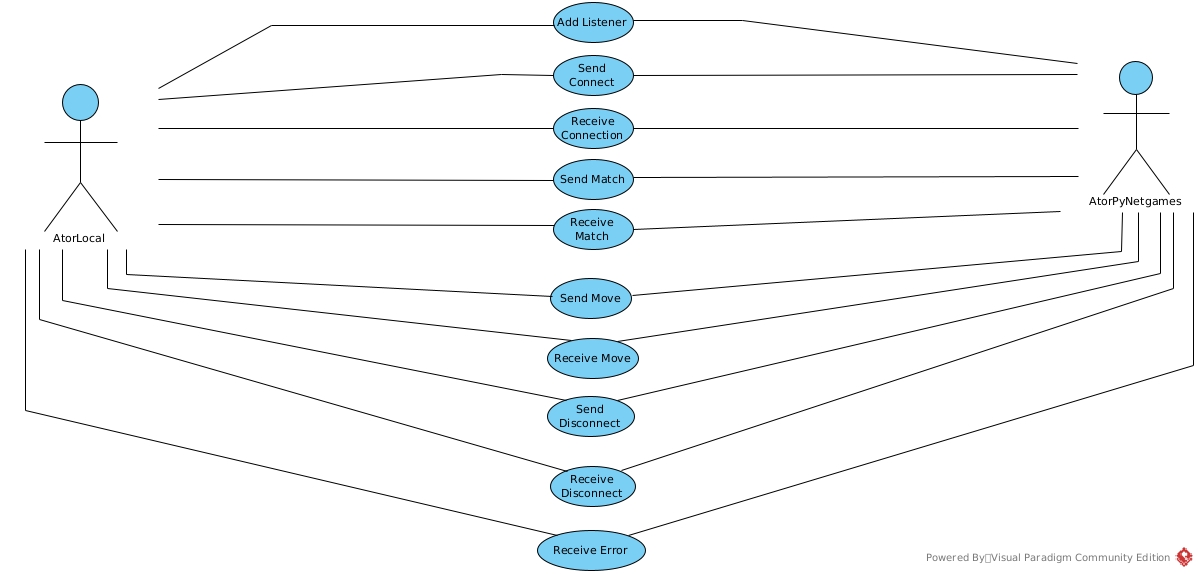 Add Listener
Send
Connect
Receive
Connection
Send Match
AtorPyNetgames
Receive
Match
AtorLocal
Send Move
Receive Move
Send
Disconnect
Receive
Disconnect
Receive Error
Powered By Visual Paradigm Community Edition